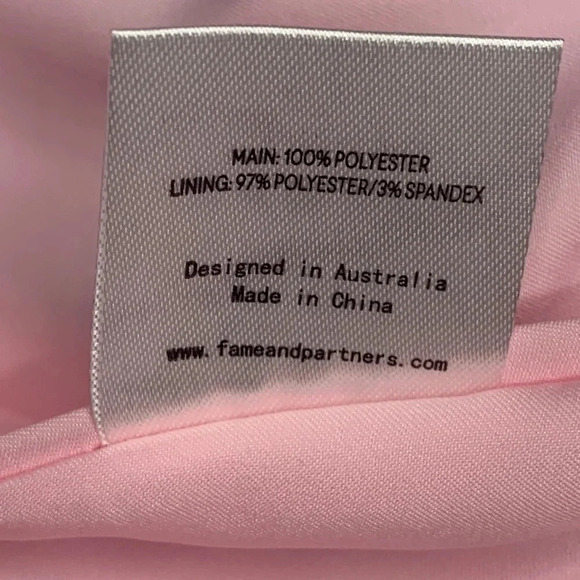 MAIN: 100% POLYESTER
LINING: 97% POLYESTER/3% SPANDEX
Designed in Australia
Made in China
www.fameandpartners.com